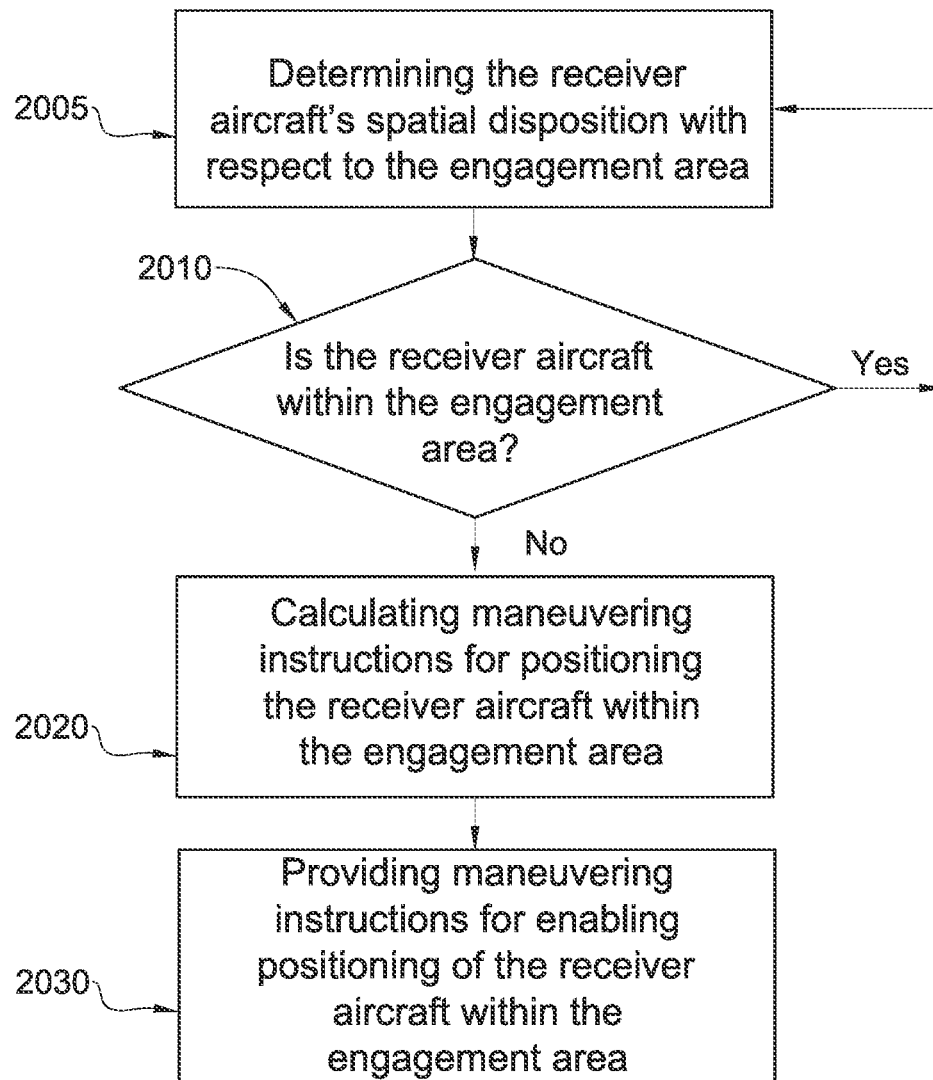 Determining the receiver
2005
aircraft's spatial disposition with
respect to the engagement area
2010
Is the receiver aircraft
within the engagement
area?
Yes
No
Calculating maneuvering
instructions for positioning
the receiver aircraft within
2020
the engagement area
Providing maneuvering
instructions for enabling
positioning of the receiver
2030
aircraft within the
engagement area